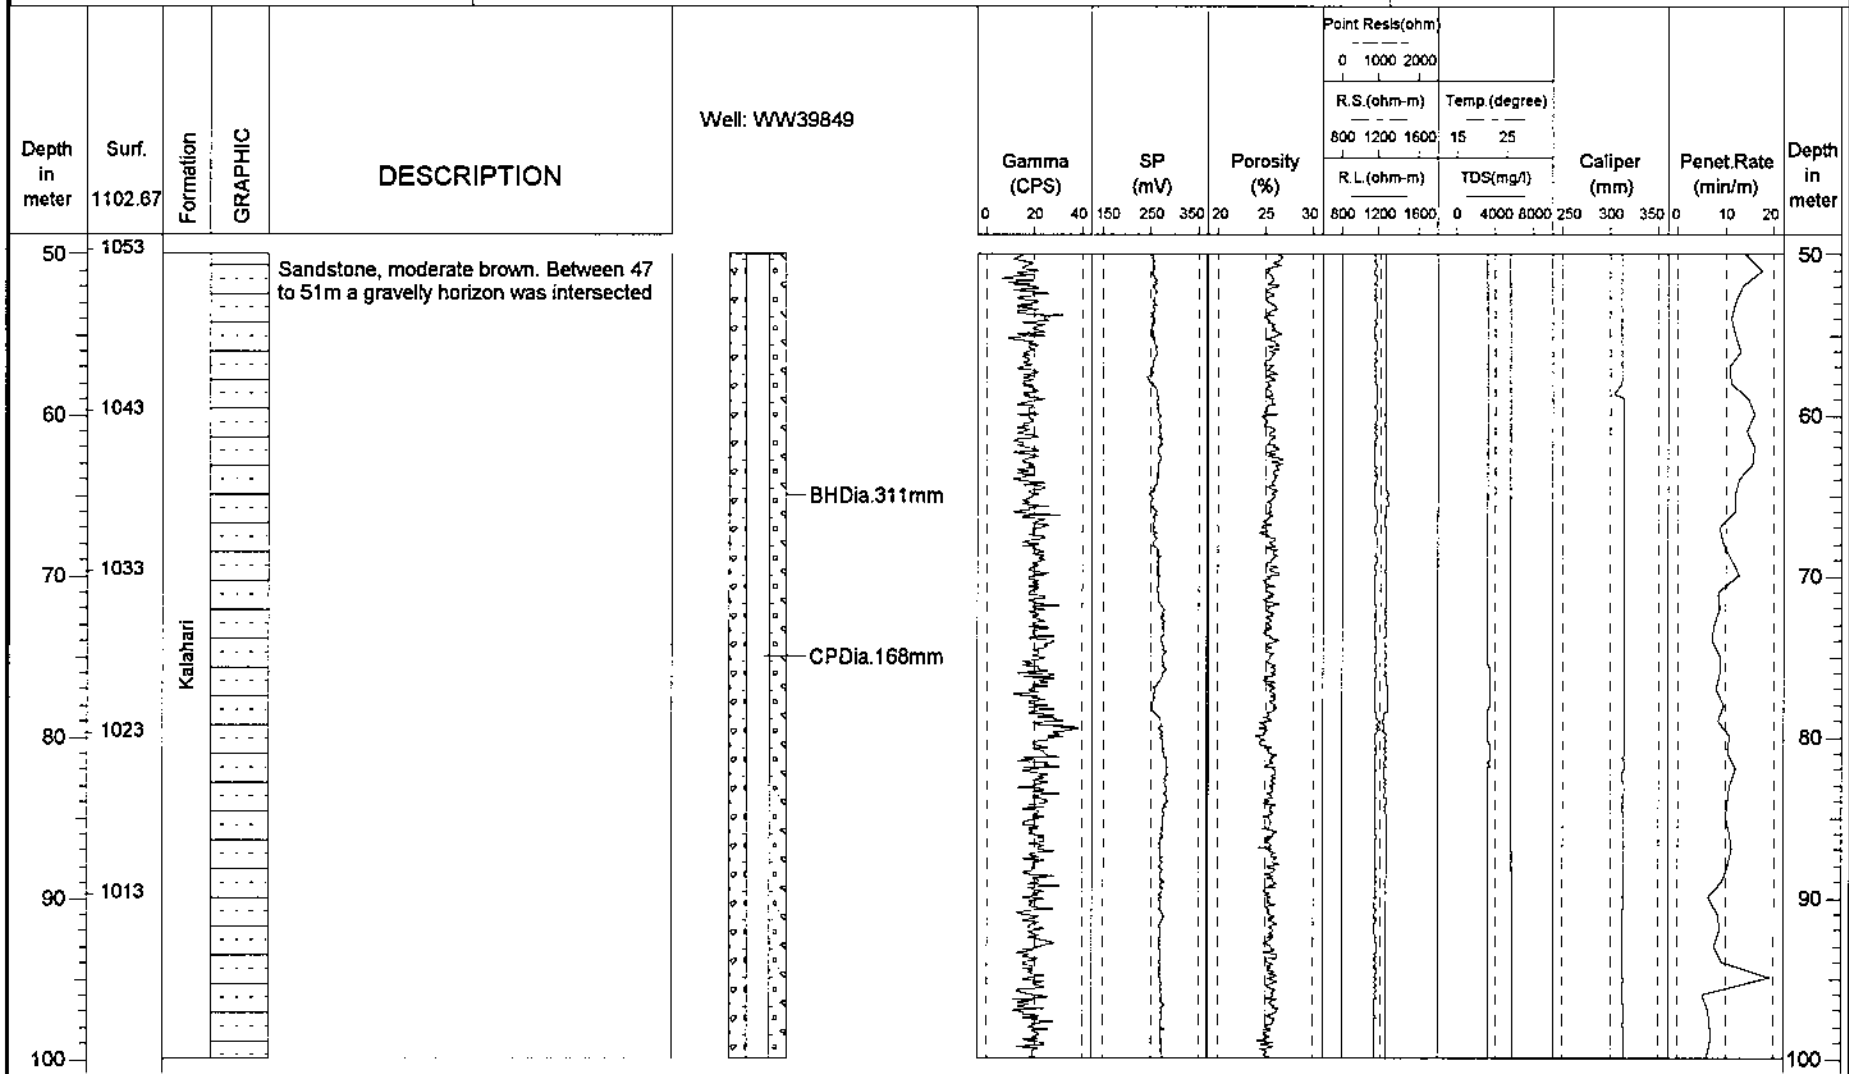 Depth
in
meter
Surf.
1102.67
Formation
GRAPHIC
DESCRIPTION
Well: WW39849
Gamma
(CPS)
0 20 40
SP
(mV)
150 250 350
Porosity
(%)
20 25 30
Point Resis(ohm)
0 1000 2000
R.S.(ohm-m)
800 1200 1600
R.L.(ohm-m)
800 1200 1600
Temp.(degree)
15 25
TDS(mg/l)
0 4000 8000
Caliper
(mm)
250 300 350
Penet.Rate
(min/m)
0 10 20
Depth
in
meter
50
1053
Sandstone, moderate brown. Between 47
to 51m a gravelly horizon was intersected
50
60
1043
60
BHDia.311mm
70
1033
70
Kalahari
CPDia.168mm
80
1023
80
90
1013
90
100
100